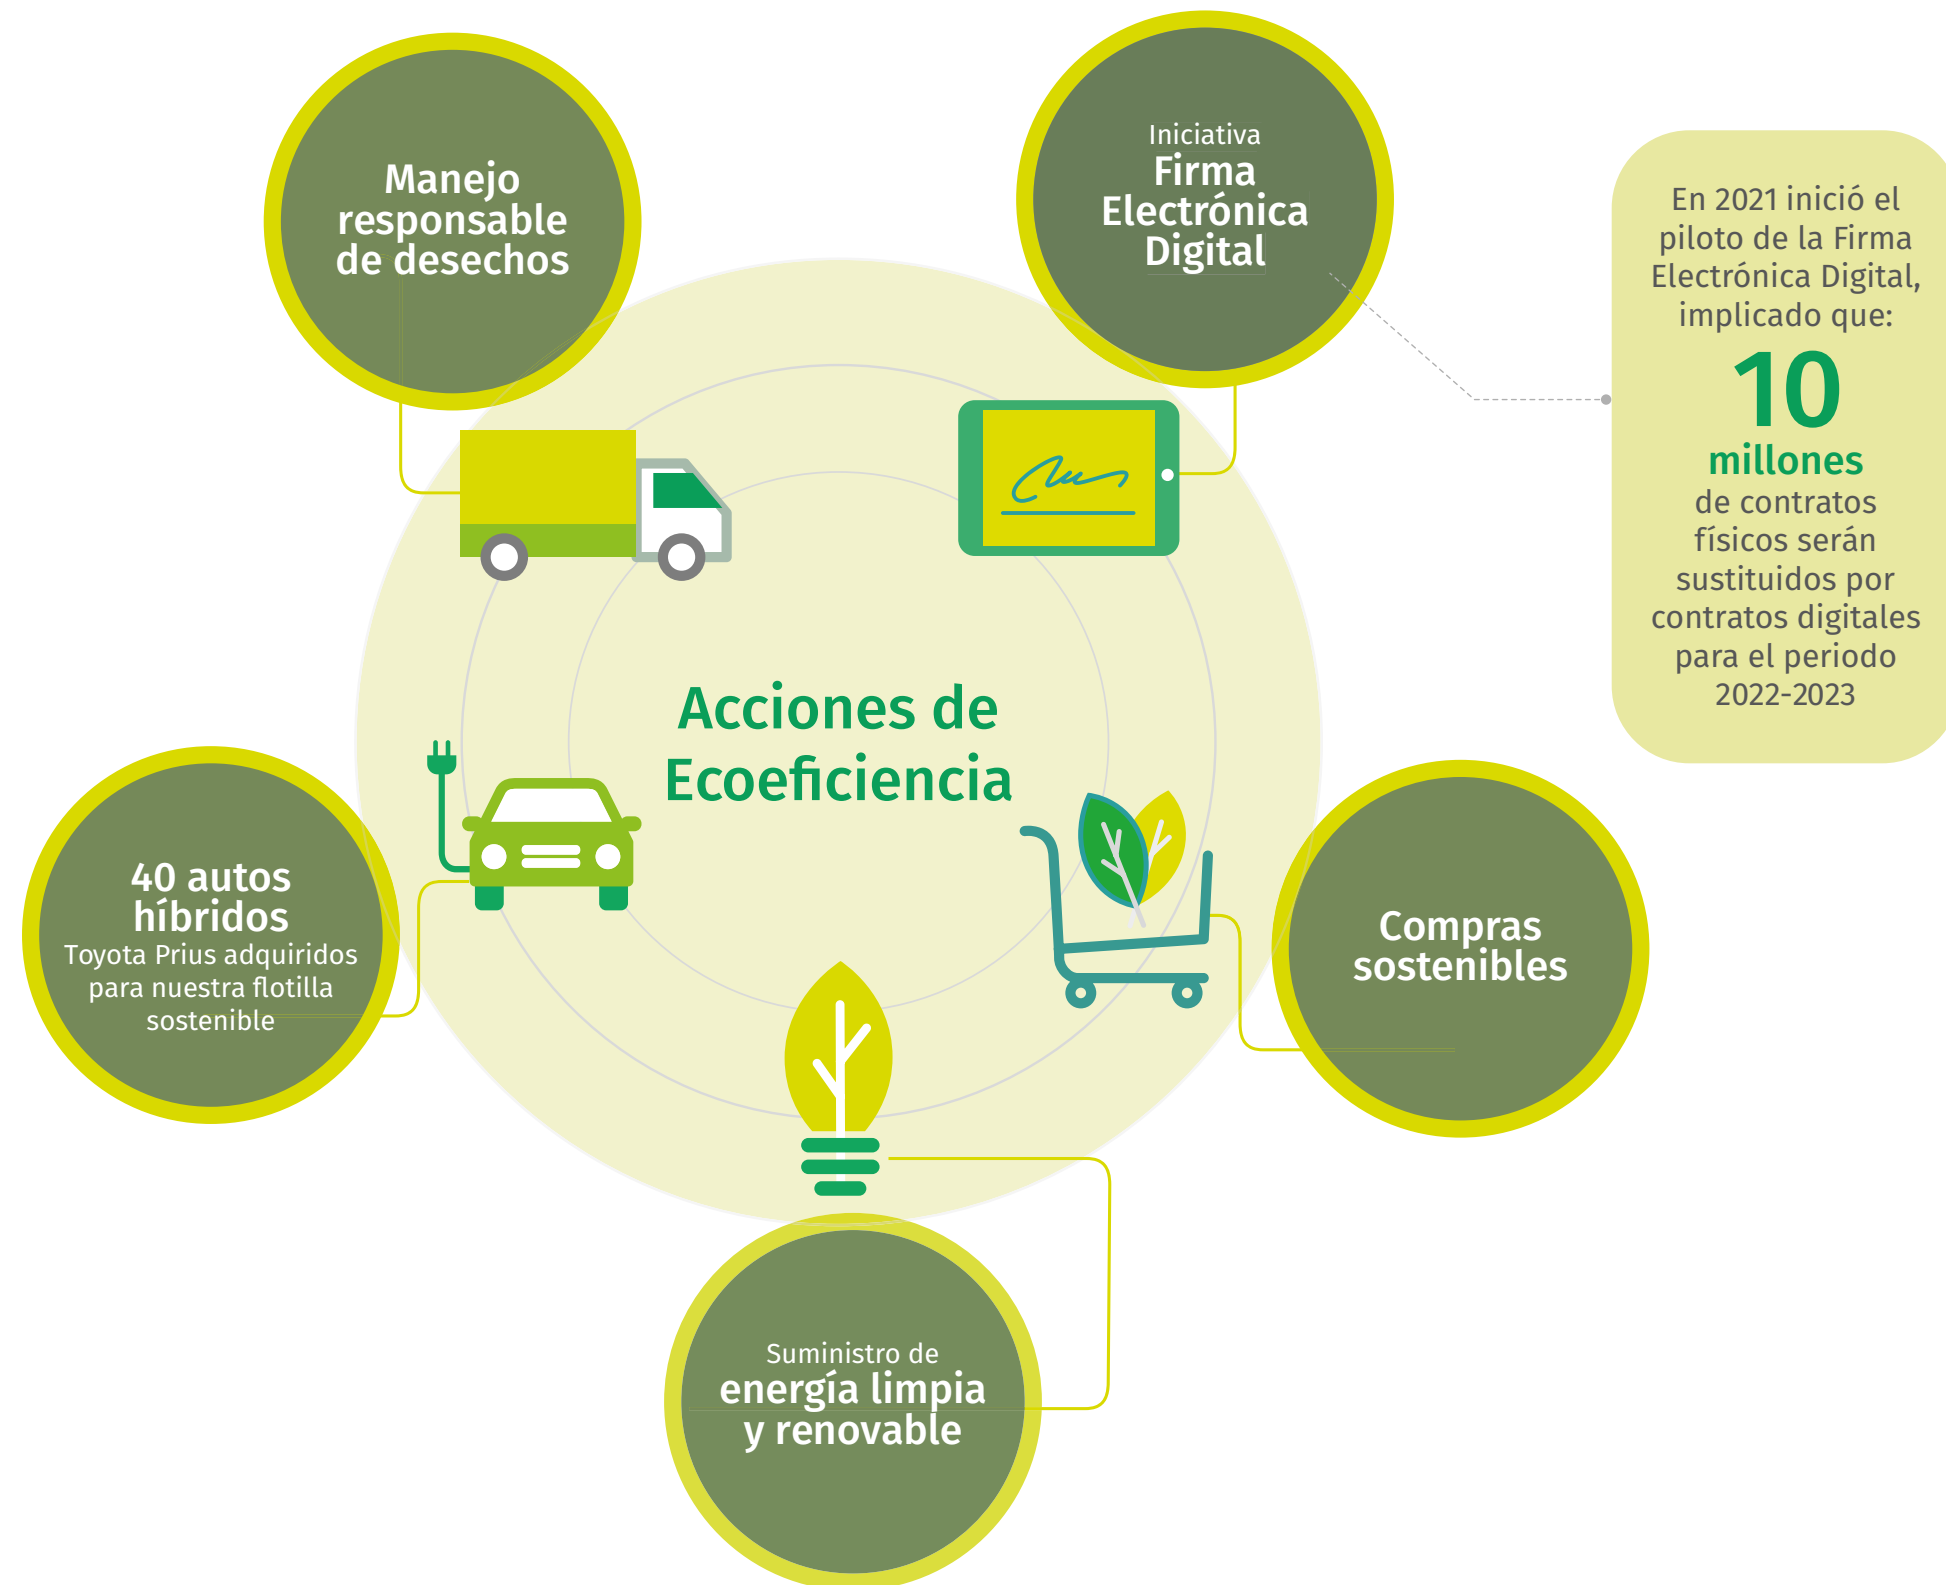 Manejo
responsable
de desechos
Iniciativa
Firma
Electrónica
Digital
En 2021 inició el
piloto de la Firma
Electrónica Digital,
implicado que:
10
millones
de contratos
físicos serán
sustituidos por
contratos digitales
para el periodo
2022-2023
Acciones de
Ecoeficiencia
40 autos
híbridos
Toyota Prius adquiridos
para nuestra flotilla
sostenible
Compras
sostenibles
Suministro de
energía limpia
y renovable